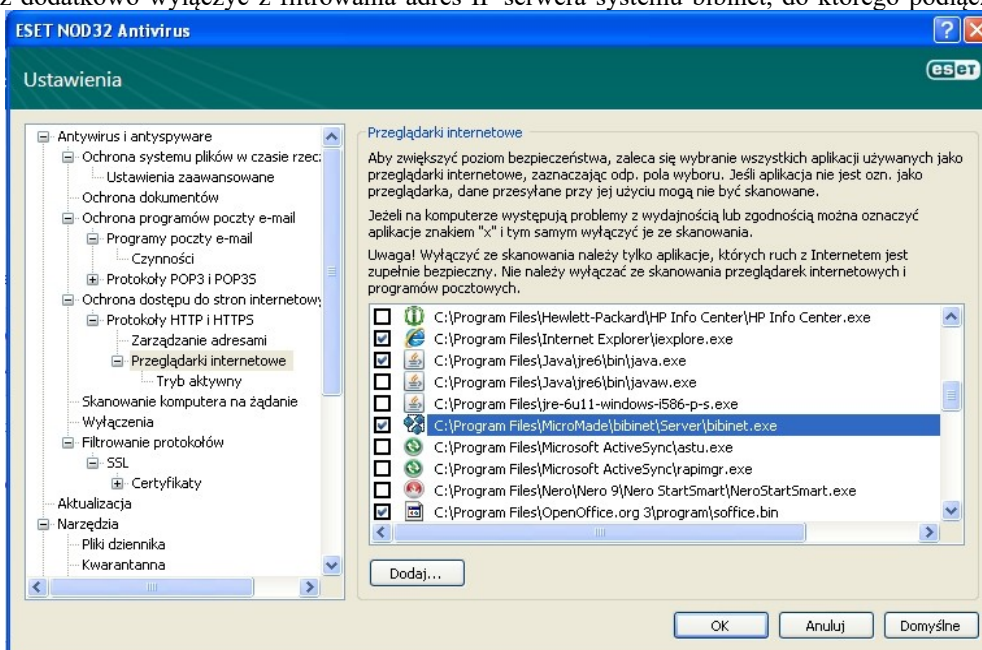 z dodatkowo wyłączyć z filtrowania adres IP serwera systemu bibinet, do którego podłącz
ESET NOD32 Antivirus
Ustawienia
eset
Antywirus i antyspyware
Ochrona systemu plików w czasie rzec:
Ustawienia zaawansowane
Ochrona dokumentów
Ochrona programów poczty e-mail
Programy poczty e-mail
Czynności
Protokoły POP3 i POP3S
Ochrona dostępu do stron internetowy
Protokoły HTTP i HTTPS
Zarządzanie adresami
Przeglądarki internetowe
Tryb aktywny
Skanowanie komputera na żądanie
Wyłączenia
Filtrowanie protokołów
SSL
Certyfikaty
Aktualizacja
Narzędzia
Pliki dziennika
Kwarantanna
Przeglądarki internetowe
Aby zwiększyć poziom bezpieczeństwa, zaleca się wybranie wszystkich aplikacji używanych jako
przeglądarki internetowe, zaznaczając odp. pola wyboru. Jeśli aplikacja nie jest ozn. jako
przeglądarka, dane przesyłane przy jej użyciu mogą nie być skanowane.
Jeżeli na komputerze występują problemy z wydajnością lub zgodnością można oznaczyć
aplikacje znakiem "x" i tym samym wyłączyć je ze skanowania.
Uwaga! Wyłączyć ze skanowania należy tylko aplikacje, których ruch z Internetem jest
zupełnie bezpieczny. Nie należy wyłączać ze skanowania przeglądarek internetowych i
programów pocztowych.
C:\Program Files\Hewlett-Packard\HP Info Center\HP Info Center.exe
C:\Program Files\Internet Explorer\iexplore.exe
C:\Program Files\Java\jre6\bin\java.exe
C:\Program Files\Java\jre6\bin\javaw.exe
C:\Program Files\jre-6u11-windows-i586-p-s.exe
C:\Program Files\MicroMade\bibinet\Server\bibinet.exe
C:\Program Files\Microsoft ActiveSync\astu.exe
C:\Program Files\Microsoft ActiveSync\rapimgr.exe
C:\Program Files\Nero\Nero 9\Nero StartSmart\NeroStartSmart.exe
C:\Program Files\OpenOffice.org 3\program\soffice.bin
Dodaj...
OK
Anuluj
Domyślne